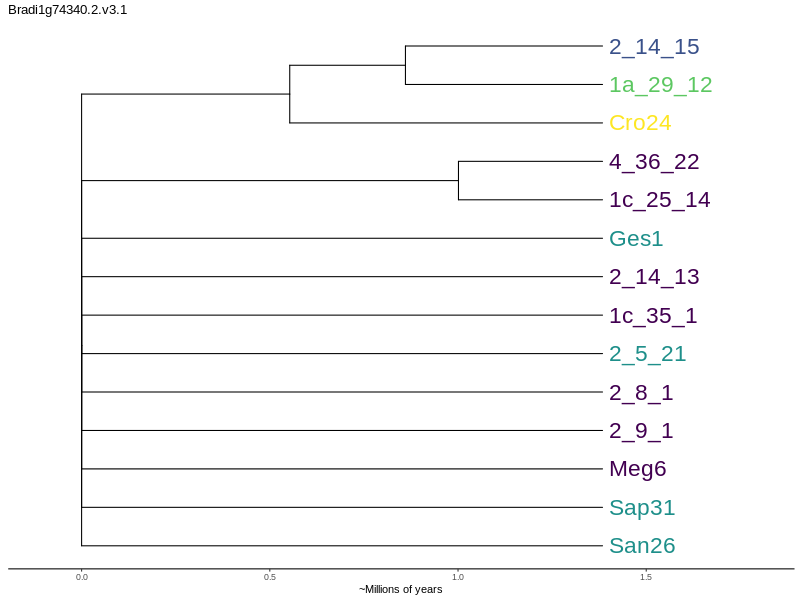 Bradi1g74340.2.v3.1
2_14_15
1a_29_12
Cro24
4_36_22
1c_25_14
Ges1
2_14_13
1c_35_1
2_5_21
2_8_1
2_9_1
Meg6
Sap31
San26
0.0 0.5 1.0 1.5
~Millions of years